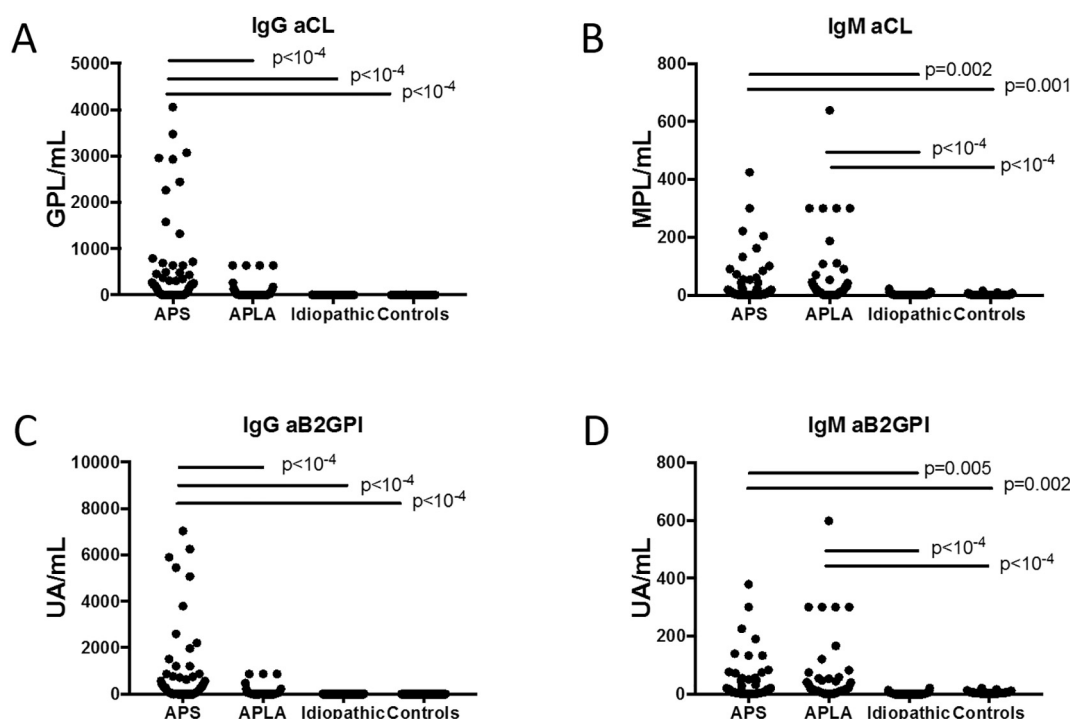 A
IgG aCL
p<10⁻⁴
p<10⁻⁴
p<10⁻⁴
5000
4000
3000
2000
1000
0
GPL/mL
APS APLA Idiopathic Controls
B
IgM aCL
p=0.002
p=0.001
p<10⁻⁴
p<10⁻⁴
800
600
400
200
0
MPL/mL
APS APLA Idiopathic Controls
C
IgG aB2GPI
p<10⁻⁴
p<10⁻⁴
p<10⁻⁴
10000
8000
6000
4000
2000
0
UA/mL
APS APLA Idiopathic Controls
D
IgM aB2GPI
p=0.005
p=0.002
p<10⁻⁴
p<10⁻⁴
800
600
400
200
0
UA/mL
APS APLA Idiopathic Controls